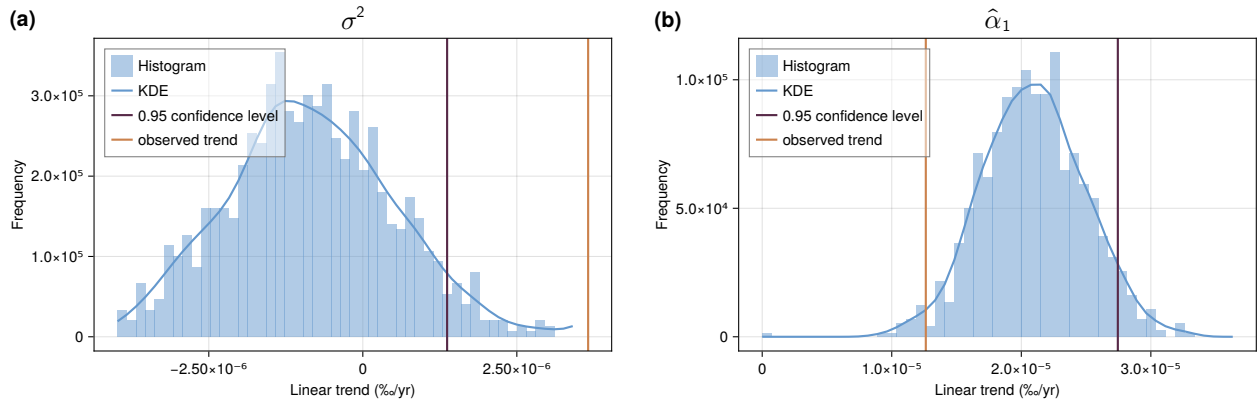 (a)
σ²
Histogram
KDE
0.95 confidence level
observed trend
Frequency
3.0×10⁵
2.0×10⁵
1.0×10⁵
0
−2.50×10⁻⁶
0
2.50×10⁻⁶
Linear trend (‰/yr)
(b)
α̂₁
Histogram
KDE
0.95 confidence level
observed trend
Frequency
1.0×10⁵
5.0×10⁴
0
0
1.0×10⁻⁵
2.0×10⁻⁵
3.0×10⁻⁵
Linear trend (‰/yr)